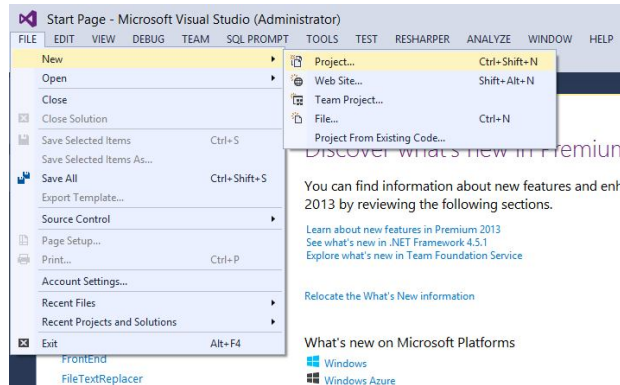 Start Page - Microsoft Visual Studio (Administrator)
FILE EDIT VIEW DEBUG TEAM SQL PROMPT TOOLS TEST RESHARPER ANALYZE WINDOW HELP
New
Open
Close
Close Solution
Save Selected Items Ctrl+S
Save Selected Items As...
Save All Ctrl+Shift+S
Export Template...
Source Control
Page Setup...
Print... Ctrl+P
Account Settings...
Recent Files
Recent Projects and Solutions
Exit Alt+F4
Project... Ctrl+Shift+N
Web Site... Shift+Alt+N
Team Project...
File... Ctrl+N
Project From Existing Code...
Discover what's new in Premium
You can find information about new features and enh
2013 by reviewing the following sections.
Learn about new features in Premium 2013
See what's new in .NET Framework 4.5.1
Explore what's new in Team Foundation Service
Relocate the What's New information
What's new on Microsoft Platforms
Windows
Windows Azure
FrontEnd
FileTextReplacer